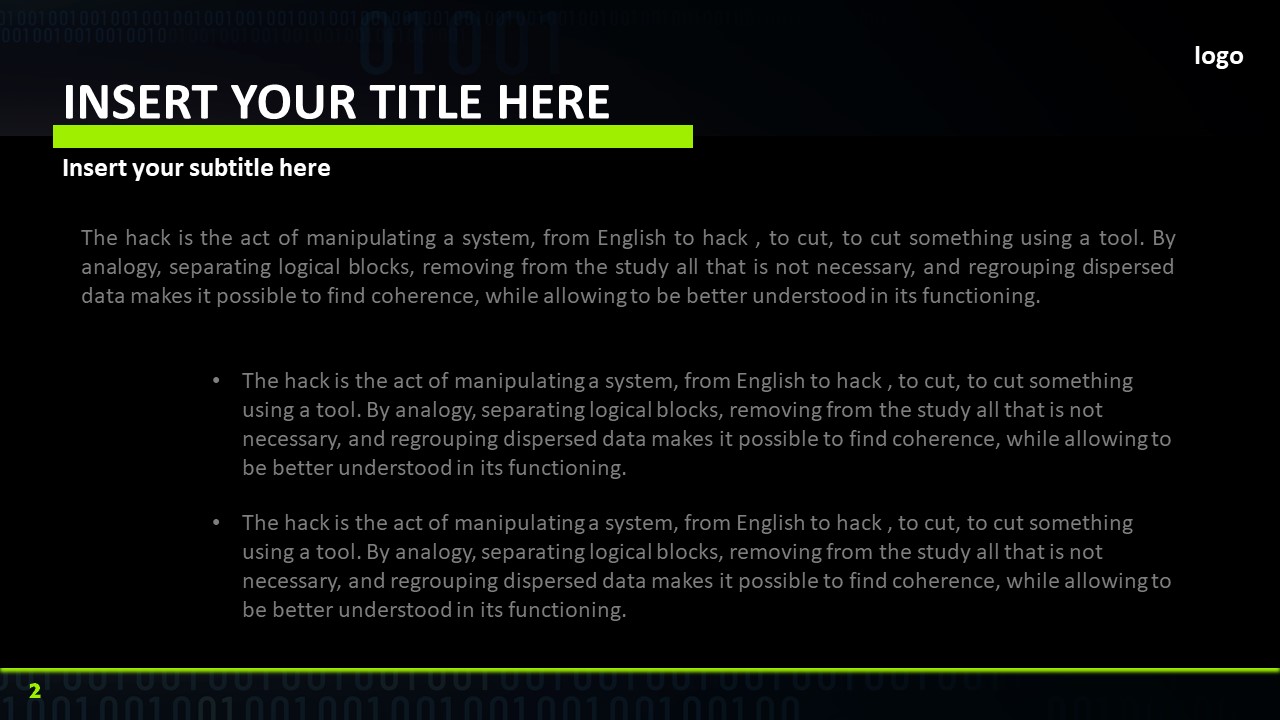 01001001001001001001001001001001001001001001
001001001001001001001001001001001001
01001
logo
INSERT YOUR TITLE HERE
Insert your subtitle here
The hack is the act of manipulating a system, from English to hack , to cut, to cut something using a tool. By
analogy, separating logical blocks, removing from the study all that is not necessary, and regrouping dispersed
data makes it possible to find coherence, while allowing to be better understood in its functioning.
• The hack is the act of manipulating a system, from English to hack , to cut, to cut something
using a tool. By analogy, separating logical blocks, removing from the study all that is not
necessary, and regrouping dispersed data makes it possible to find coherence, while allowing to
be better understood in its functioning.
• The hack is the act of manipulating a system, from English to hack , to cut, to cut something
using a tool. By analogy, separating logical blocks, removing from the study all that is not
necessary, and regrouping dispersed data makes it possible to find coherence, while allowing to
be better understood in its functioning.
2